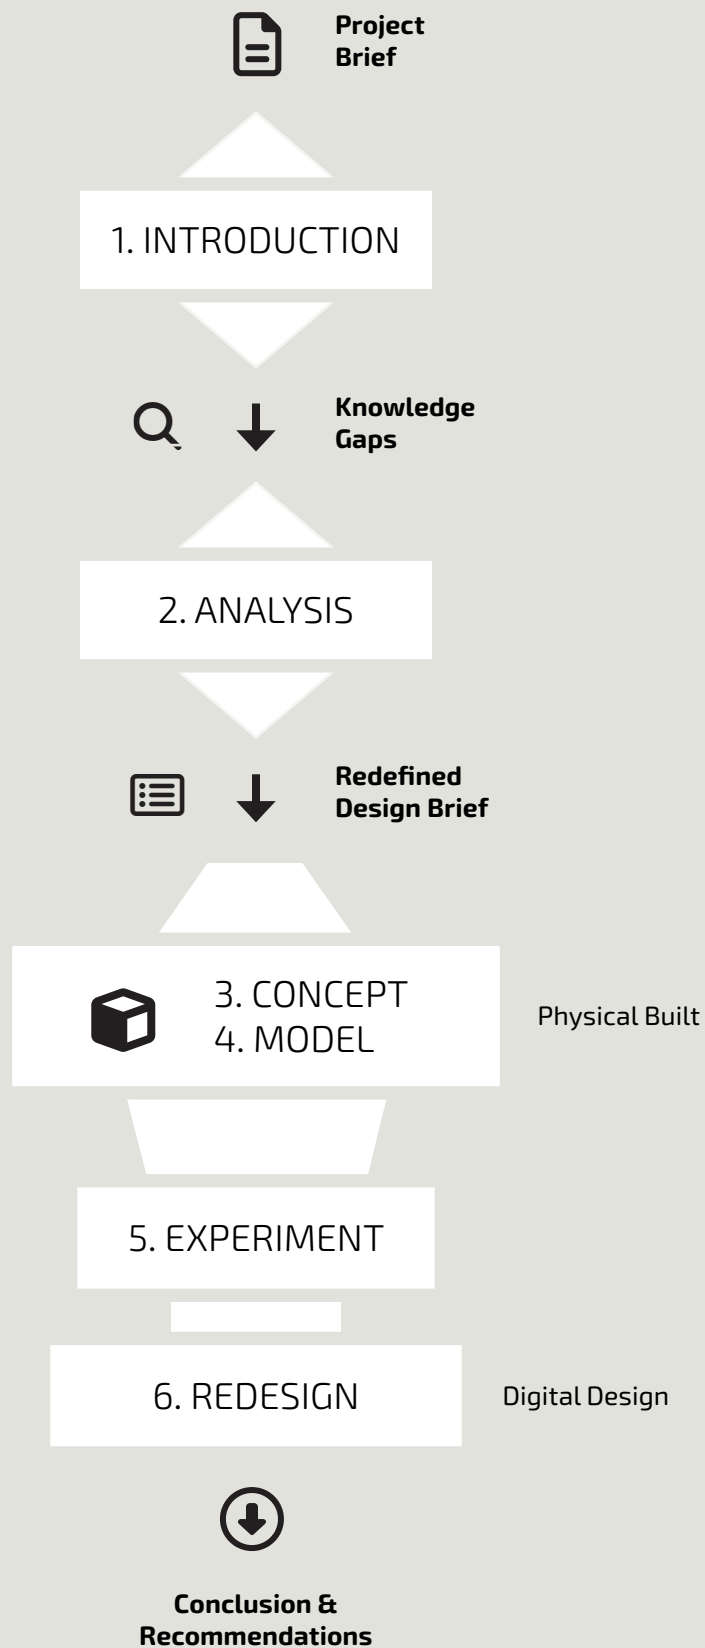 Project
Brief
1. INTRODUCTION
Knowledge
Gaps
2. ANALYSIS
Redefined
Design Brief
3. CONCEPT
4. MODEL
Physical Built
5. EXPERIMENT
6. REDESIGN
Digital Design
Conclusion &
Recommendations